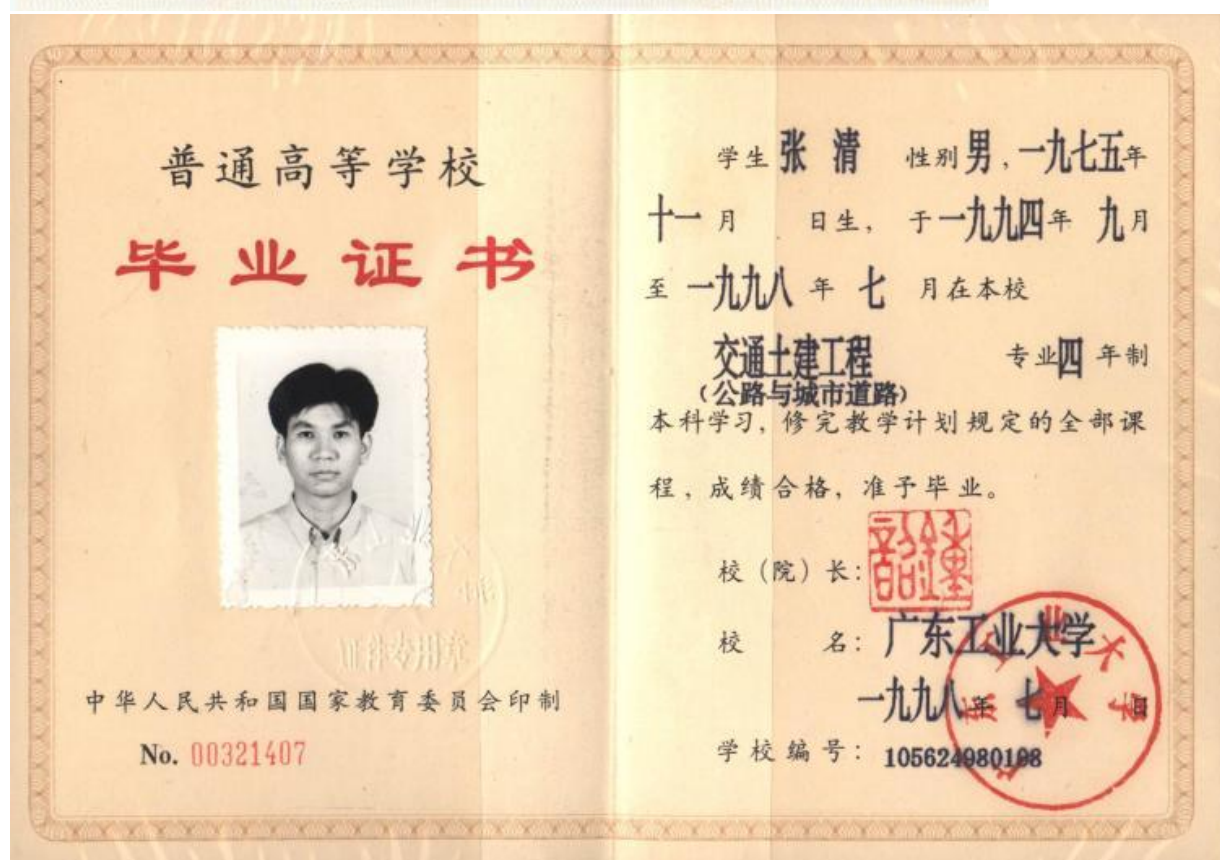 普通高等学校
毕业证书
中华人民共和国国家教育委员会印制
No. 00321407
学生 张清 性别 男，一九七五年
十一月 日生，于一九九四年 九月
至 一九九八 年 七 月在本校
交通土建工程 专业四 年制
（公路与城市道路）
本科学习，修完教学计划规定的全部课
程，成绩合格，准予毕业。
校（院）长：
校 名：广东工业大学
一九九八年 七月 日
学校编号：105624980198
广东工业大学